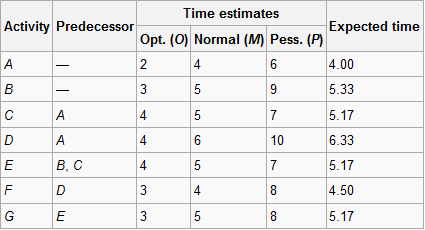 Activity Predecessor Time estimates Expected time
Opt. (O) Normal (M) Pess. (P)
A — 2 4 6 4.00
B — 3 5 9 5.33
C A 4 5 7 5.17
D A 4 6 10 6.33
E B, C 4 5 7 5.17
F D 3 4 8 4.50
G E 3 5 8 5.17